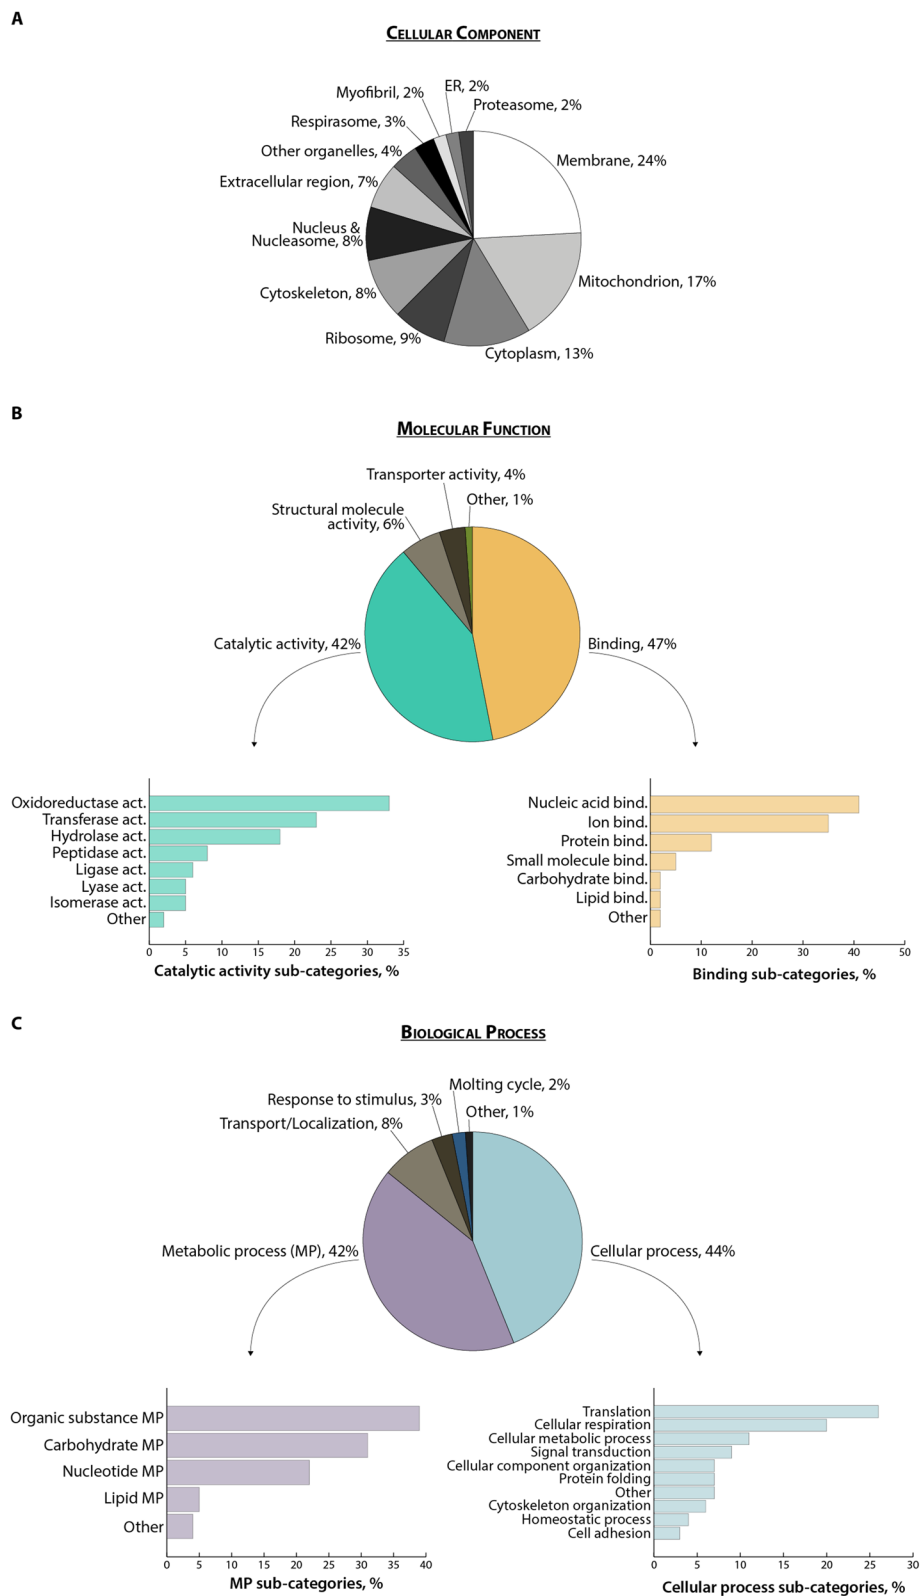 A
CELLULAR COMPONENT
ER, 2%
Myofibril, 2%
Proteasome, 2%
Respirasome, 3%
Other organelles, 4%
Membrane, 24%
Extracellular region, 7%
Nucleus &
Nucleasome, 8%
Mitochondrion, 17%
Cytoskeleton, 8%
Ribosome, 9%
Cytoplasm, 13%
B
MOLECULAR FUNCTION
Transporter activity, 4%
Other, 1%
Structural molecule
activity, 6%
Catalytic activity, 42%
Binding, 47%
Oxidoreductase act.
Transferase act.
Hydrolase act.
Peptidase act.
Ligase act.
Lyase act.
Isomerase act.
Other
0 5 10 15 20 25 30 35
Catalytic activity sub-categories, %
Nucleic acid bind.
Ion bind.
Protein bind.
Small molecule bind.
Carbohydrate bind.
Lipid bind.
Other
0 10 20 30 40 50
Binding sub-categories, %
C
BIOLOGICAL PROCESS
Molting cycle, 2%
Response to stimulus, 3%
Other, 1%
Transport/Localization, 8%
Metabolic process (MP), 42%
Cellular process, 44%
Organic substance MP
Carbohydrate MP
Nucleotide MP
Lipid MP
Other
0 5 10 15 20 25 30 35 40
MP sub-categories, %
Translation
Cellular respiration
Cellular metabolic process
Signal transduction
Cellular component organization
Protein folding
Other
Cytoskeleton organization
Homeostatic process
Cell adhesion
0 5 10 15 20 25 30
Cellular process sub-categories, %